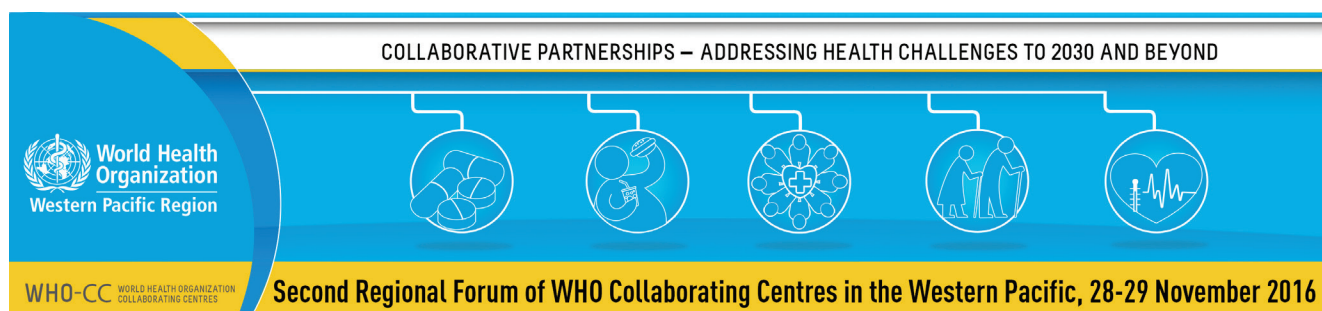 COLLABORATIVE PARTNERSHIPS – ADDRESSING HEALTH CHALLENGES TO 2030 AND BEYOND
World Health
Organization
Western Pacific Region
WHO-CC WORLD HEALTH ORGANIZATION
COLLABORATING CENTRES
Second Regional Forum of WHO Collaborating Centres in the Western Pacific, 28-29 November 2016